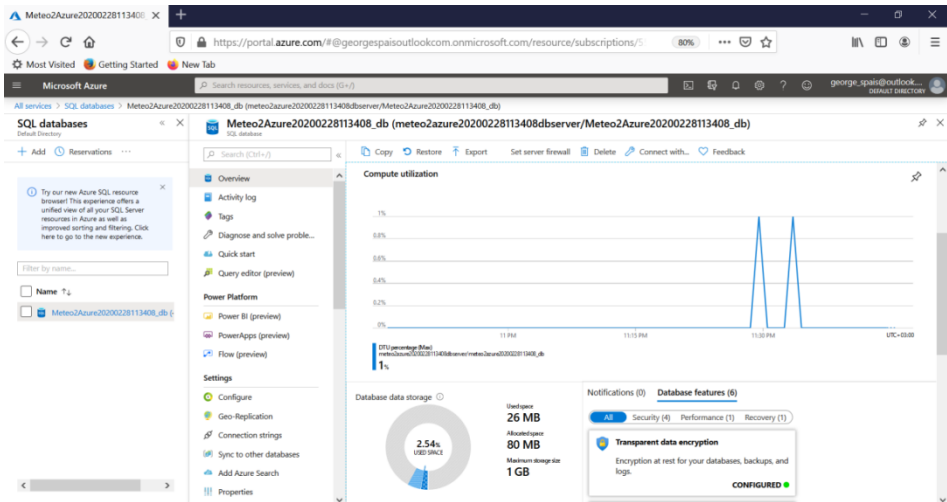 Meteo2Azure20200228113408
https://portal.azure.com/#@georgespaisoutlookcom.onmicrosoft.com/resource/subscriptions/5
80%
Most Visited Getting Started New Tab
Microsoft Azure
Search resources, services, and docs (G+/)
george_spais@outlook....
DEFAULT DIRECTORY
All services > SQL databases > Meteo2Azure20200228113408_db (meteo2azure20200228113408dbserver/Meteo2Azure20200228113408_db)
SQL databases
Default Directory
Add Reservations ...
Try our new Azure SQL resource
browser! This experience offers a
unified view of all your SQL Server
resources in Azure as well as
improved sorting and filtering. Click
here to go to the new experience.
Filter by name...
Name
Meteo2Azure20200228113408_db (
Meteo2Azure20200228113408_db (meteo2azure20200228113408dbserver/Meteo2Azure20200228113408_db)
SQL database
Search (Ctrl+/)
Overview
Activity log
Tags
Diagnose and solve proble...
Quick start
Query editor (preview)
Power Platform
Power BI (preview)
PowerApps (preview)
Flow (preview)
Settings
Configure
Geo-Replication
Connection strings
Sync to other databases
Add Azure Search
Properties
Copy Restore Export Set server firewall Delete Connect with... Feedback
Compute utilization
1%
0.8%
0.6%
0.4%
0.2%
0%
11 PM 11:15 PM 11:30 PM UTC+03:00
DTU percentage (Max)
meteo2azure20200228113408dbserver/meteo2azure20200228113408_db
1%
Database data storage
2.54%
USED SPACE
Used space
26 MB
Allocated space
80 MB
Maximum storage size
1 GB
Notifications (0) Database features (6)
All Security (4) Performance (1) Recovery (1)
Transparent data encryption
Encryption at rest for your databases, backups, and
logs.
CONFIGURED